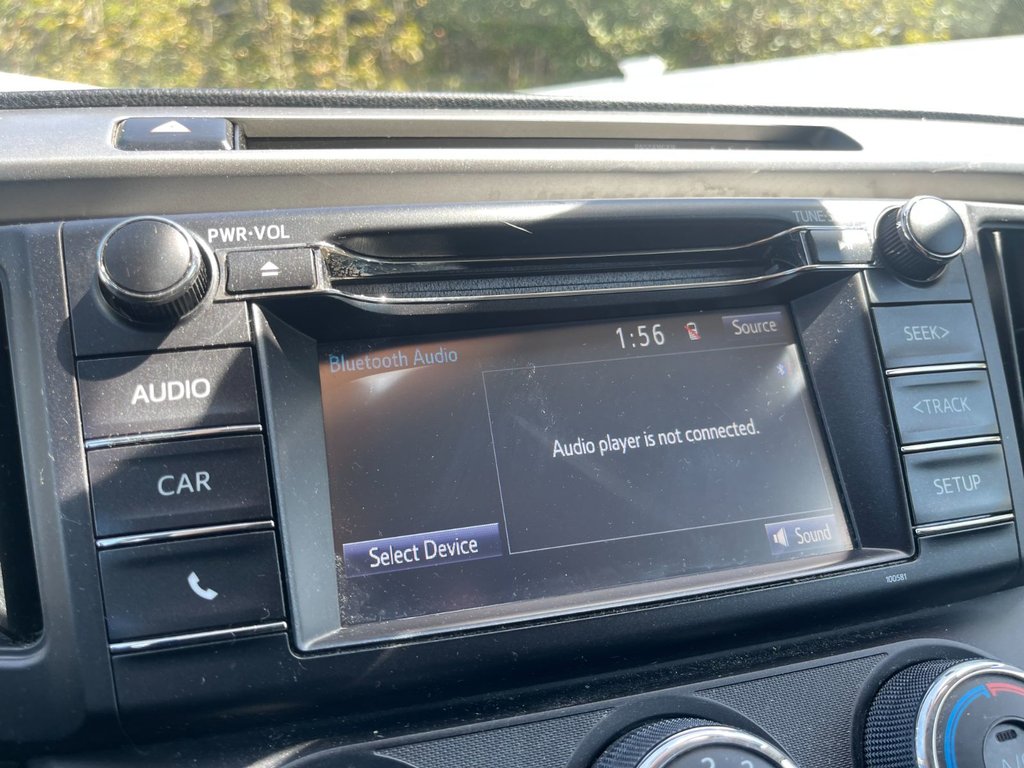 PWR·VOL
AUDIO
CAR
Bluetooth Audio
1:56
Source
Audio player is not connected.
Select Device
Sound
SEEK>
<TRACK
SETUP
100581